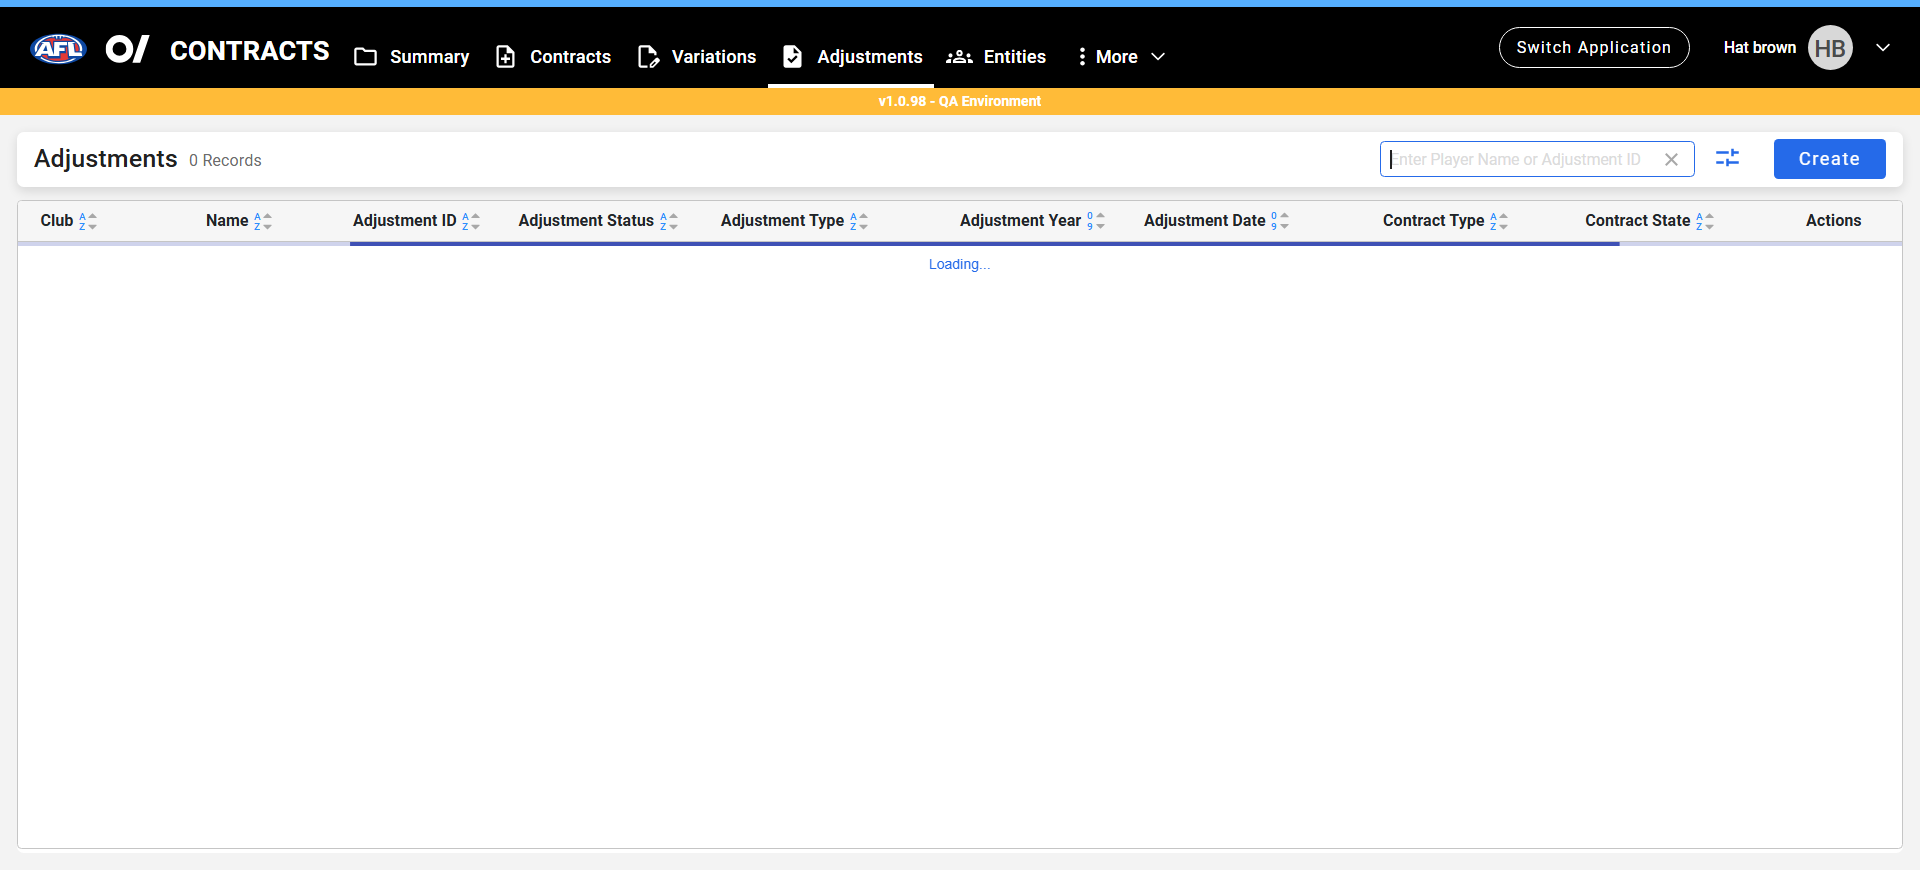 AFL
CONTRACTS
Summary
Contracts
Variations
Adjustments
Entities
More
Switch Application
Hat brown
HB
v1.0.98 - QA Environment
Adjustments 0 Records
Enter Player Name or Adjustment ID
Create
Club
Name
Adjustment ID
Adjustment Status
Adjustment Type
Adjustment Year
Adjustment Date
Contract Type
Contract State
Actions
Loading...